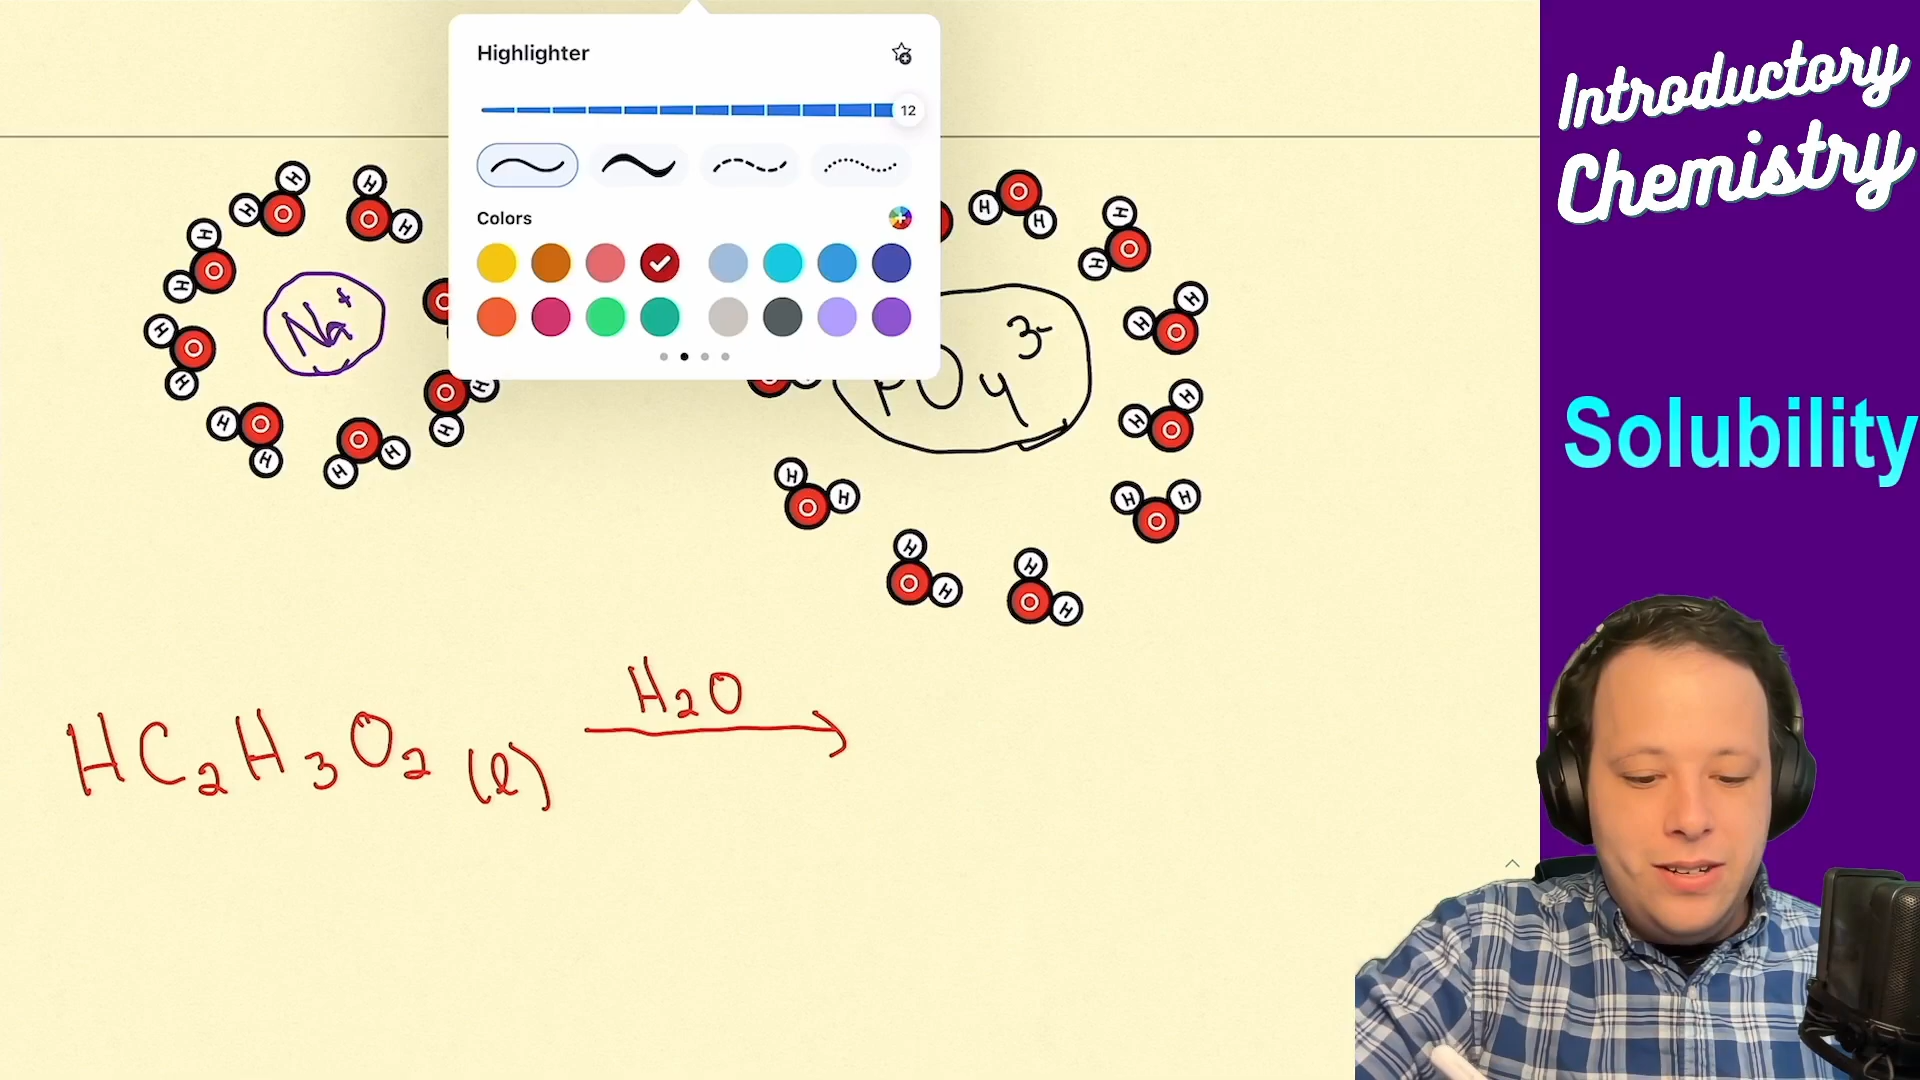 Highlighter
12
Colors
Introductory
Chemistry
Solubility
H
H
O
H
O
H
H
H
O
H
O
H
H
O
H
H
O
H
H
O
H
O
H
H
O
Na+
H
O
H
H
H
O
H
H
O
H
H
O
H
H
O
H
H
O
H
H
O
H
H
O
H
H
O
PO4 3-
HC2H3O2 (l)
H2O